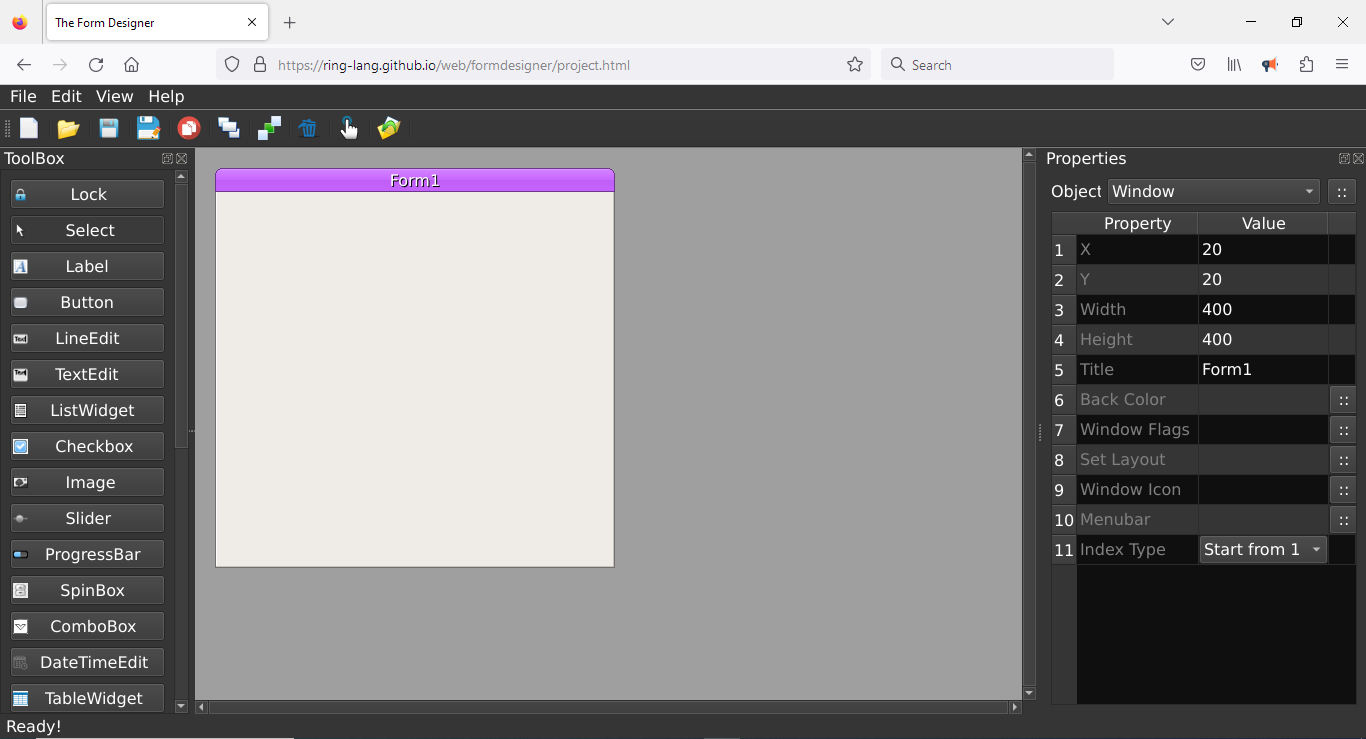 The Form Designer
https://ring-lang.github.io/web/formdesigner/project.html
Search
File Edit View Help
ToolBox
Lock
Select
Label
Button
LineEdit
TextEdit
ListWidget
Checkbox
Image
Slider
ProgressBar
SpinBox
ComboBox
DateTimeEdit
TableWidget
Form1
Properties
Object Window ::
Property Value
1 X 20
2 Y 20
3 Width 400
4 Height 400
5 Title Form1
6 Back Color ::
7 Window Flags ::
8 Set Layout ::
9 Window Icon ::
10 Menubar ::
11 Index Type Start from 1
Ready!